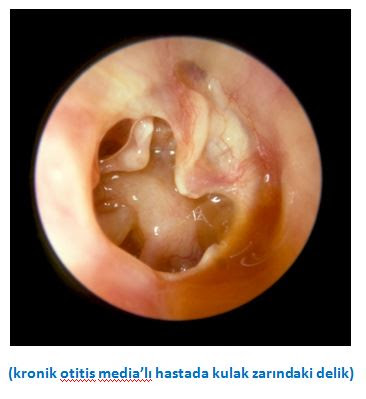 (kronik otitis media'lı hastada kulak zarındaki delik)